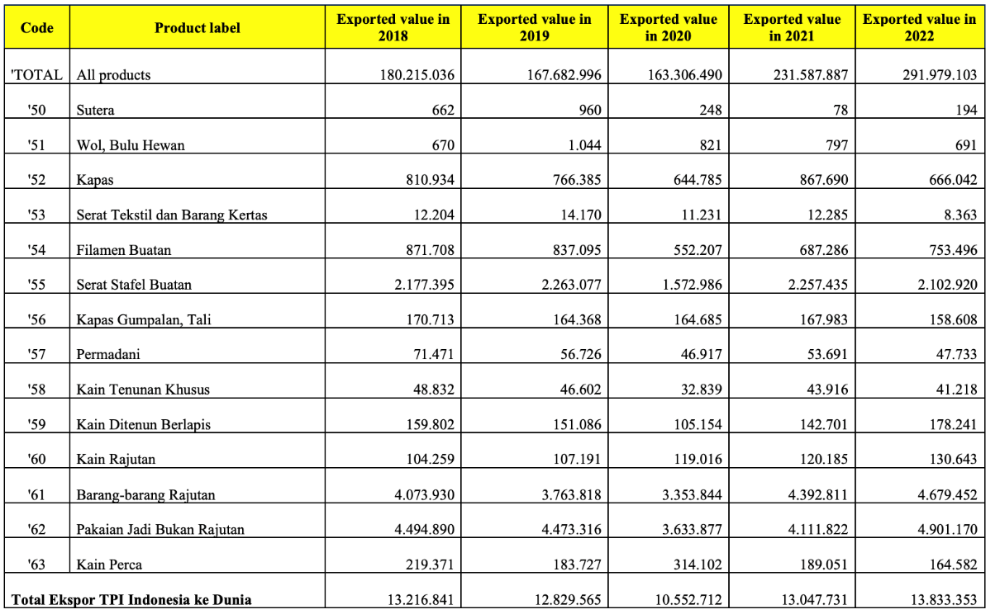 Code Product label Exported value in 2018 Exported value in 2019 Exported value in 2020 Exported value in 2021 Exported value in 2022
'TOTAL All products 180.215.036 167.682.996 163.306.490 231.587.887 291.979.103
'50 Sutera 662 960 248 78 194
'51 Wol, Bulu Hewan 670 1.044 821 797 691
'52 Kapas 810.934 766.385 644.785 867.690 666.042
'53 Serat Tekstil dan Barang Kertas 12.204 14.170 11.231 12.285 8.363
'54 Filamen Buatan 871.708 837.095 552.207 687.286 753.496
'55 Serat Stafel Buatan 2.177.395 2.263.077 1.572.986 2.257.435 2.102.920
'56 Kapas Gumpalan, Tali 170.713 164.368 164.685 167.983 158.608
'57 Permadani 71.471 56.726 46.917 53.691 47.733
'58 Kain Tenunan Khusus 48.832 46.602 32.839 43.916 41.218
'59 Kain Ditenun Berlapis 159.802 151.086 105.154 142.701 178.241
'60 Kain Rajutan 104.259 107.191 119.016 120.185 130.643
'61 Barang-barang Rajutan 4.073.930 3.763.818 3.353.844 4.392.811 4.679.452
'62 Pakaian Jadi Bukan Rajutan 4.494.890 4.473.316 3.633.877 4.111.822 4.901.170
'63 Kain Perca 219.371 183.727 314.102 189.051 164.582
Total Ekspor TPI Indonesia ke Dunia 13.216.841 12.829.565 10.552.712 13.047.731 13.833.353